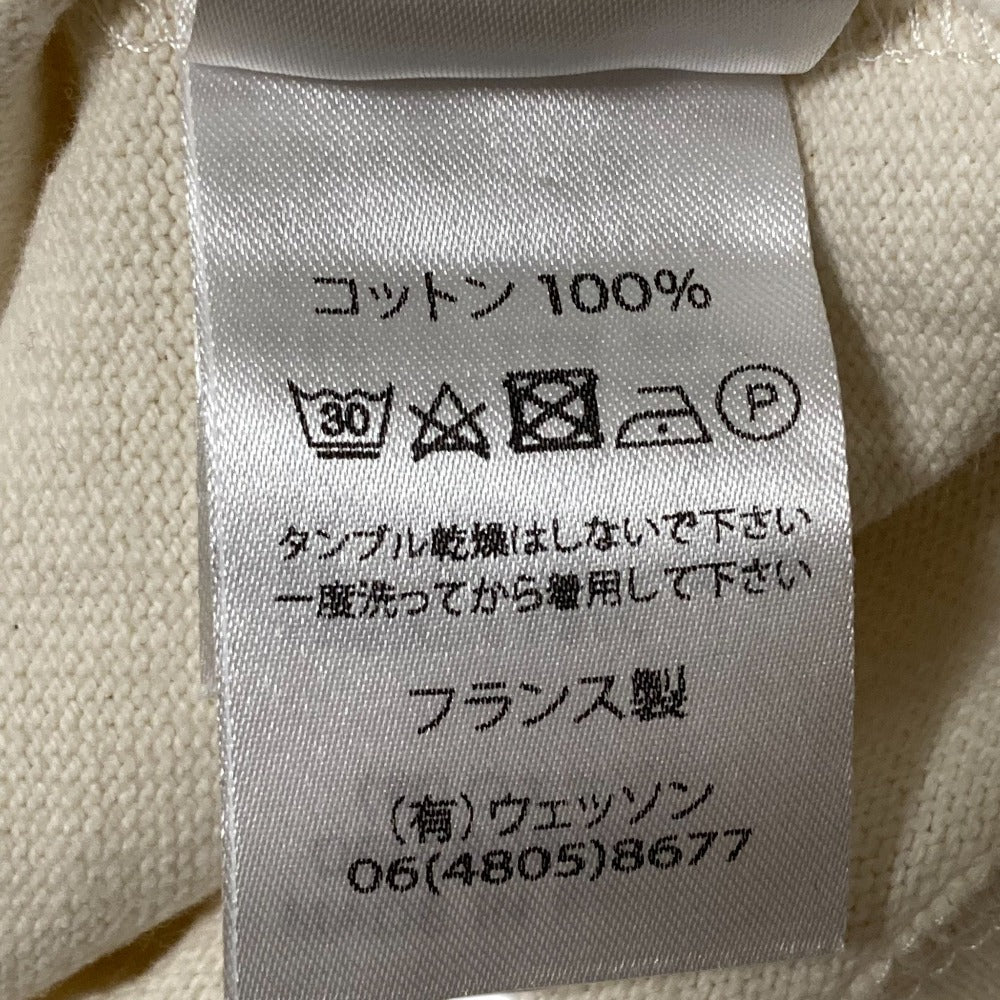 コットン 100%
30 P
タンブル乾燥はしないで下さい
一度洗ってから着用して下さい
フランス製
(有)ウェッソン
06(4805)8677